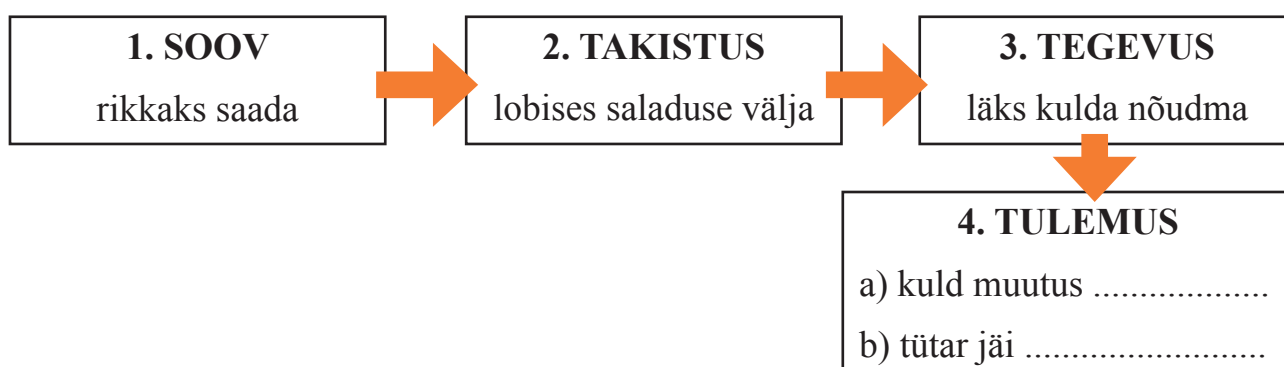 1. SOOV
rikkaks saada
2. TAKISTUS
lobises saladuse välja
3. TEGEVUS
läks kulda nõudma
4. TULEMUS
a) kuld muutus ...................
b) tütar jäi ..........................